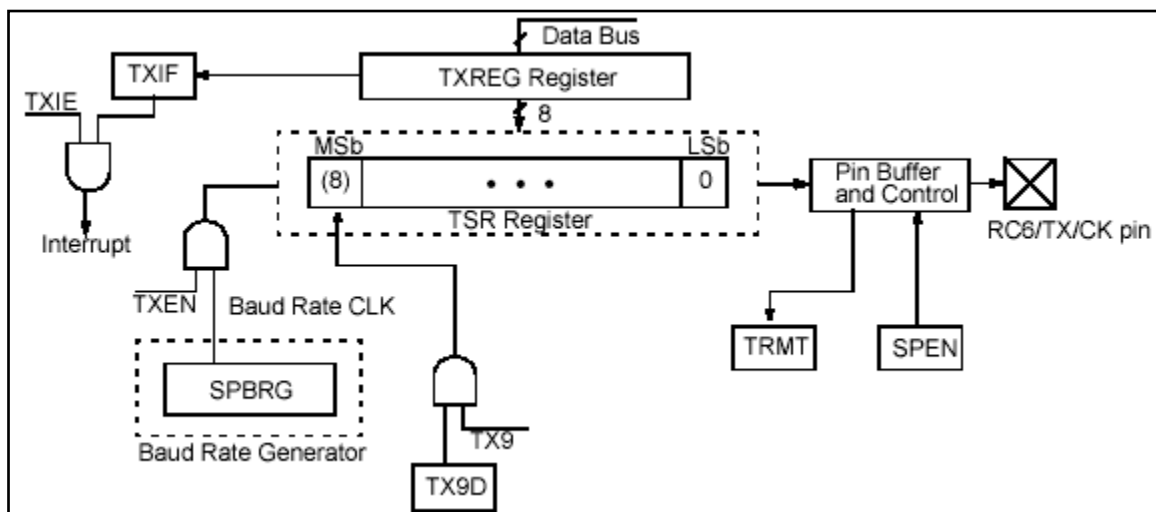 Data Bus
TXIF
TXREG Register
TXIE
8
MSb
LSb
(8)
• • •
0
Pin Buffer
and Control
TSR Register
Interrupt
RC6/TX/CK pin
TXEN
Baud Rate CLK
TRMT
SPEN
SPBRG
TX9
Baud Rate Generator
TX9D